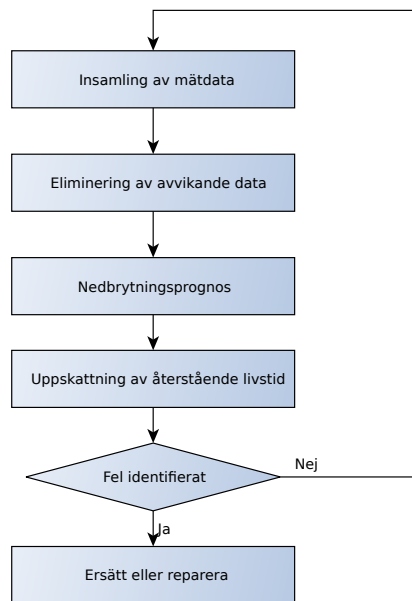 Insamling av mätdata
Eliminering av avvikande data
Nedbrytningsprognos
Uppskattning av återstående livstid
Fel identifierat
Nej
Ja
Ersätt eller reparera